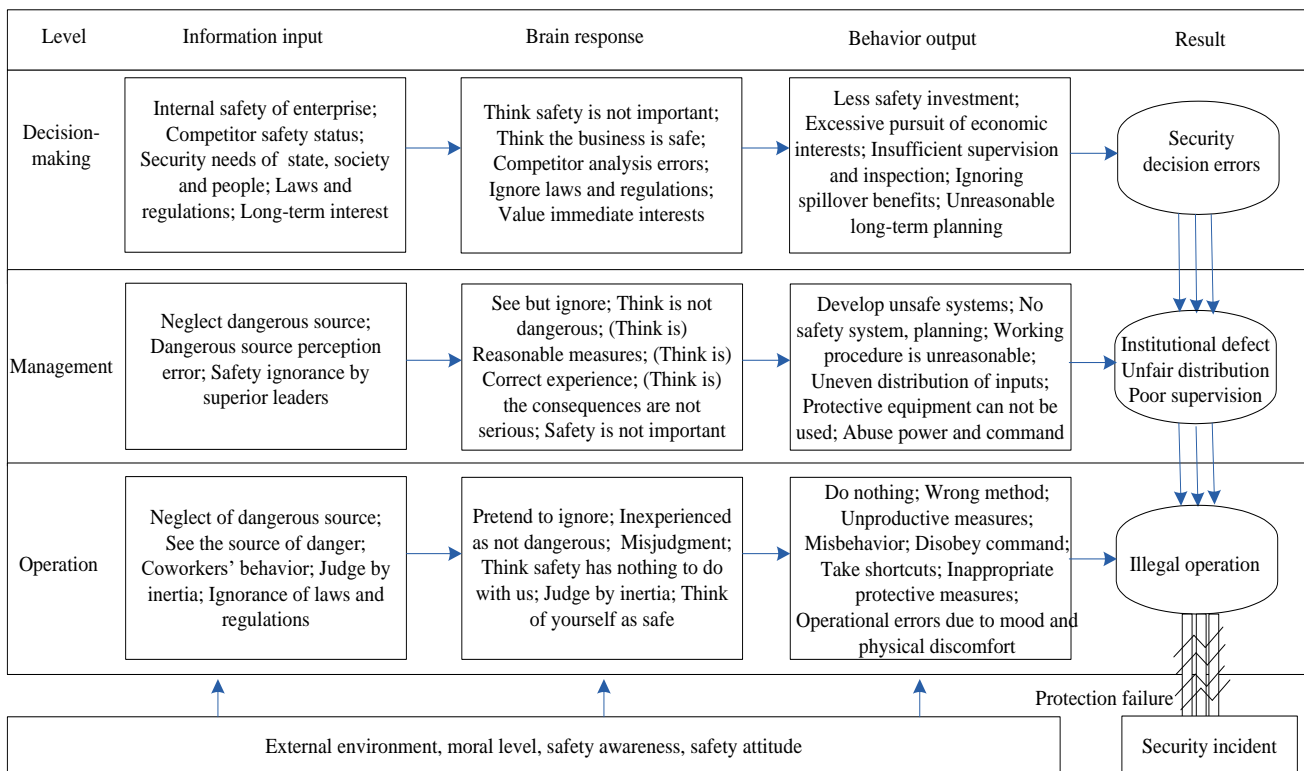 Level
Information input
Brain response
Behavior output
Result
Decision-
making
Internal safety of enterprise;
Competitor safety status;
Security needs of state, society
and people; Laws and
regulations; Long-term interest
Think safety is not important;
Think the business is safe;
Competitor analysis errors;
Ignore laws and regulations;
Value immediate interests
Less safety investment;
Excessive pursuit of economic
interests; Insufficient supervision
and inspection; Ignoring
spillover benefits; Unreasonable
long-term planning
Security
decision errors
Management
Neglect dangerous source;
Dangerous source perception
error; Safety ignorance by
superior leaders
See but ignore; Think is not
dangerous; (Think is)
Reasonable measures; (Think is)
Correct experience; (Think is)
the consequences are not
serious; Safety is not important
Develop unsafe systems; No
safety system, planning; Working
procedure is unreasonable;
Uneven distribution of inputs;
Protective equipment can not be
used; Abuse power and command
Institutional defect
Unfair distribution
Poor supervision
Operation
Neglect of dangerous source;
See the source of danger;
Coworkers' behavior; Judge by
inertia; Ignorance of laws and
regulations
Pretend to ignore; Inexperienced
as not dangerous; Misjudgment;
Think safety has nothing to do
with us; Judge by inertia; Think
of yourself as safe
Do nothing; Wrong method;
Unproductive measures;
Misbehavior; Disobey command;
Take shortcuts; Inappropriate
protective measures;
Operational errors due to mood and
physical discomfort
Illegal operation
Protection failure
External environment, moral level, safety awareness, safety attitude
Security incident